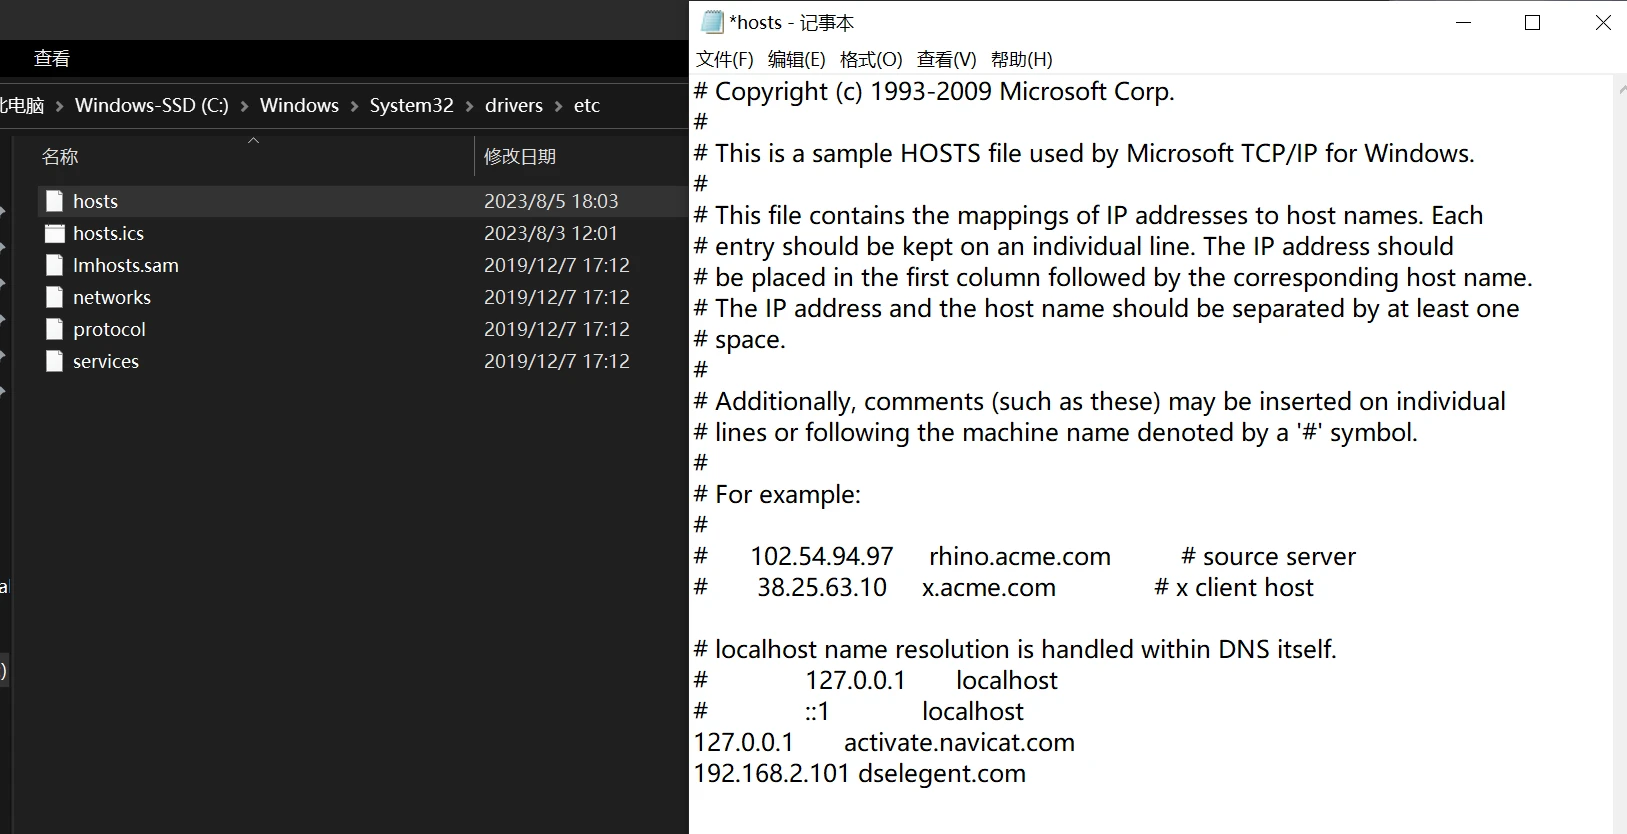 查看
此电脑 > Windows-SSD (C:) > Windows > System32 > drivers > etc
名称 修改日期
hosts 2023/8/5 18:03
hosts.ics 2023/8/3 12:01
lmhosts.sam 2019/12/7 17:12
networks 2019/12/7 17:12
protocol 2019/12/7 17:12
services 2019/12/7 17:12
*hosts - 记事本
文件(F) 编辑(E) 格式(O) 查看(V) 帮助(H)
# Copyright (c) 1993-2009 Microsoft Corp.
#
# This is a sample HOSTS file used by Microsoft TCP/IP for Windows.
#
# This file contains the mappings of IP addresses to host names. Each
# entry should be kept on an individual line. The IP address should
# be placed in the first column followed by the corresponding host name.
# The IP address and the host name should be separated by at least one
# space.
#
# Additionally, comments (such as these) may be inserted on individual
# lines or following the machine name denoted by a '#' symbol.
#
# For example:
#
# 102.54.94.97 rhino.acme.com # source server
# 38.25.63.10 x.acme.com # x client host
# localhost name resolution is handled within DNS itself.
# 127.0.0.1 localhost
# ::1 localhost
127.0.0.1 activate.navicat.com
192.168.2.101 dselegent.com